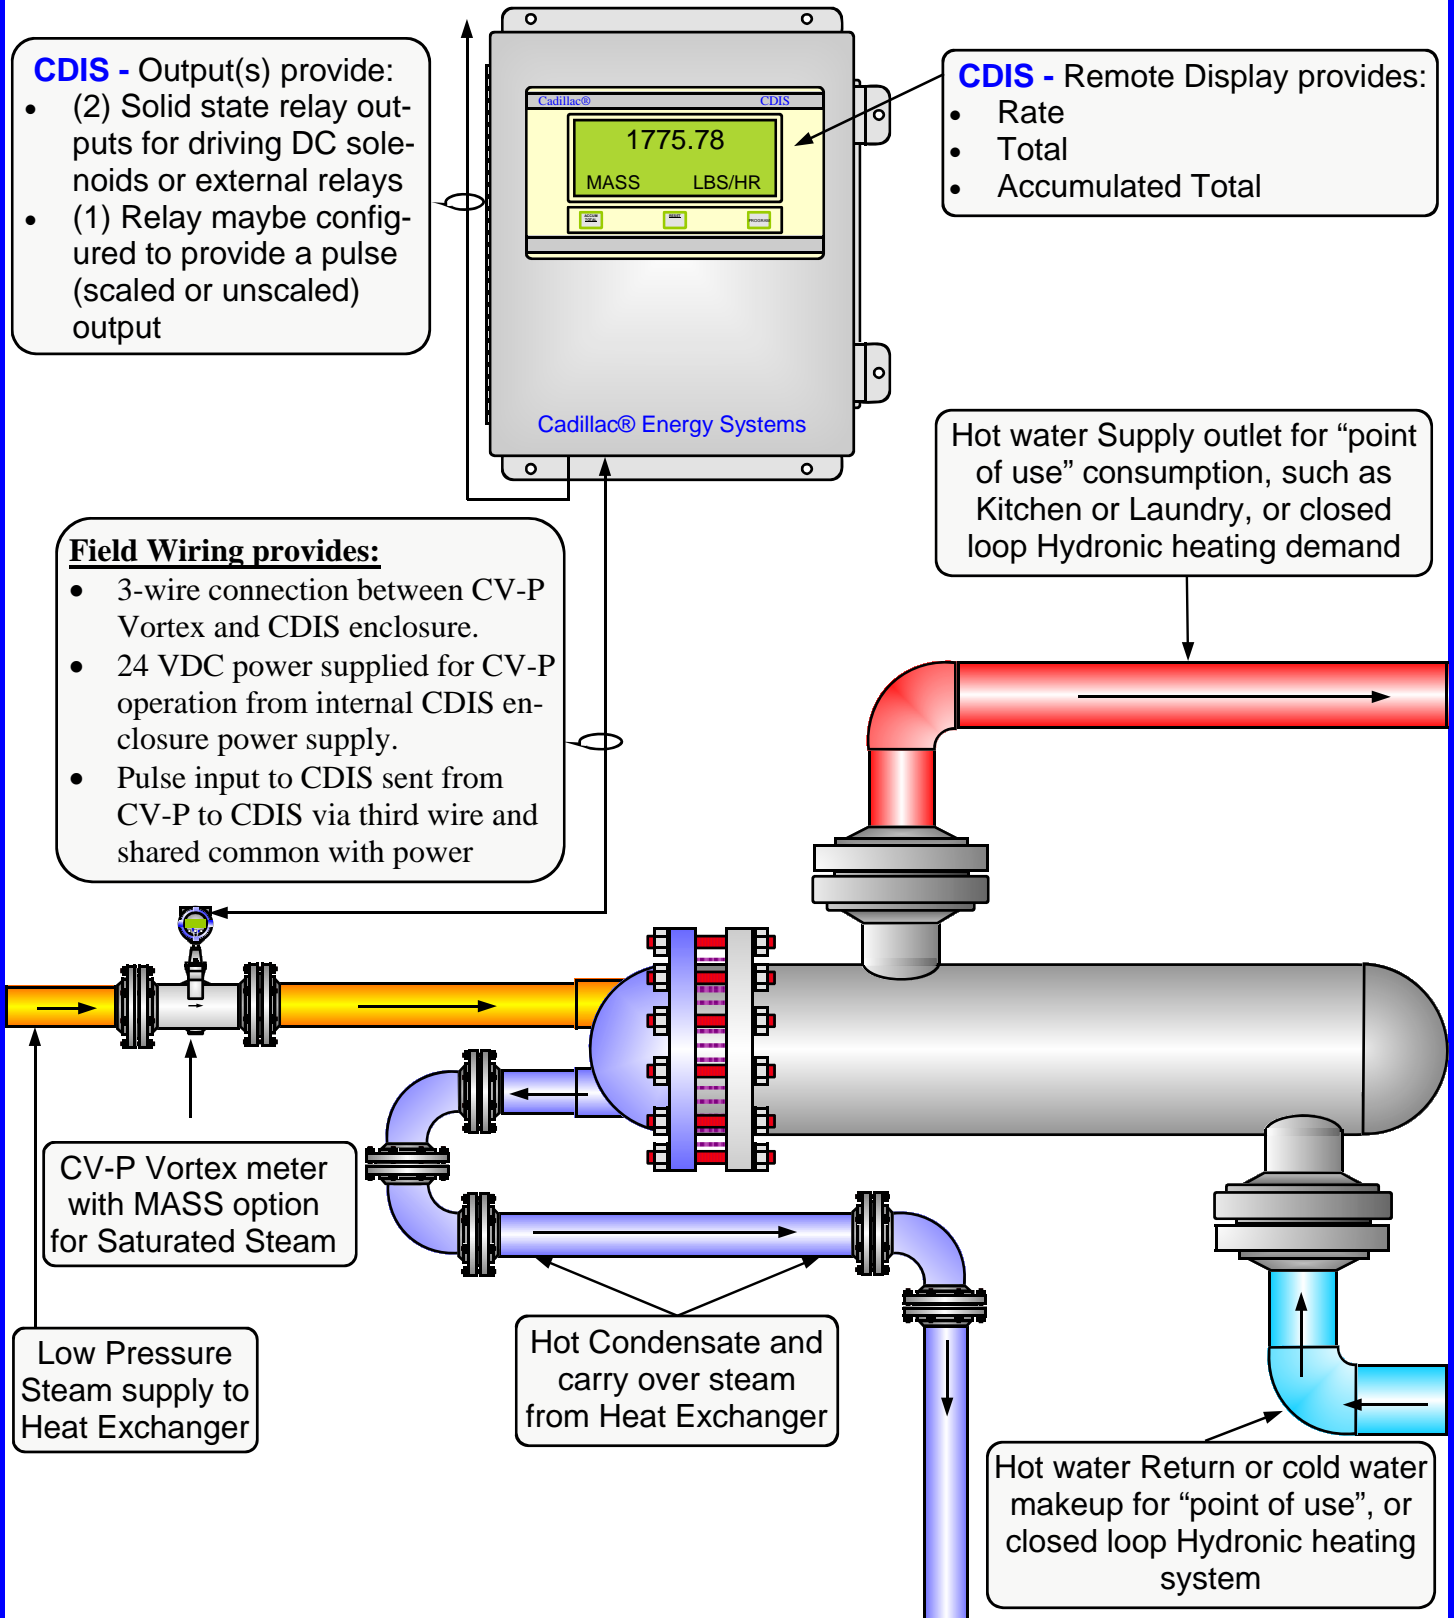 CDIS - Output(s) provide:
• (2) Solid state relay out-
puts for driving DC sole-
noids or external relays
• (1) Relay maybe config-
ured to provide a pulse
(scaled or unscaled)
output
Cadillac® CDIS
1775.78
MASS LBS/HR
ACCUM
TOTAL
RESET
PROGRAM
Cadillac® Energy Systems
CDIS - Remote Display provides:
• Rate
• Total
• Accumulated Total
Hot water Supply outlet for “point
of use” consumption, such as
Kitchen or Laundry, or closed
loop Hydronic heating demand
Field Wiring provides:
• 3-wire connection between CV-P
Vortex and CDIS enclosure.
• 24 VDC power supplied for CV-P
operation from internal CDIS en-
closure power supply.
• Pulse input to CDIS sent from
CV-P to CDIS via third wire and
shared common with power
CV-P Vortex meter
with MASS option
for Saturated Steam
Low Pressure
Steam supply to
Heat Exchanger
Hot Condensate and
carry over steam
from Heat Exchanger
Hot water Return or cold water
makeup for “point of use”, or
closed loop Hydronic heating
system